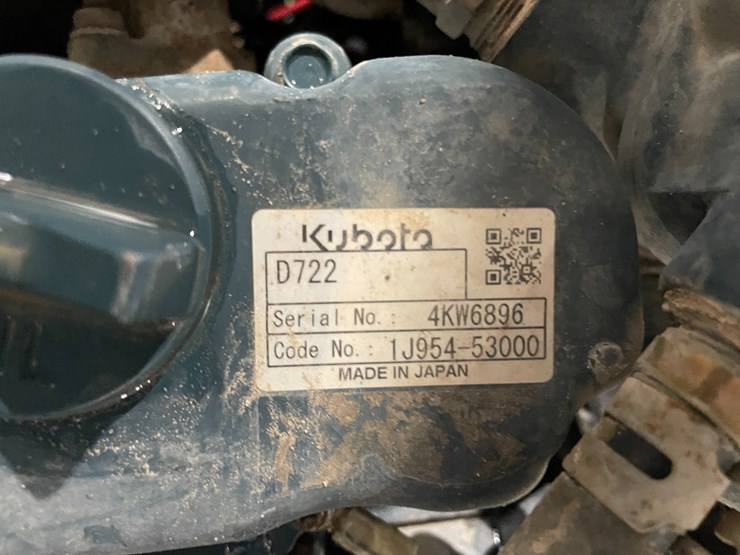 Kubota
D722
Serial No.: 4KW6896
Code No.: 1J954-53000
MADE IN JAPAN